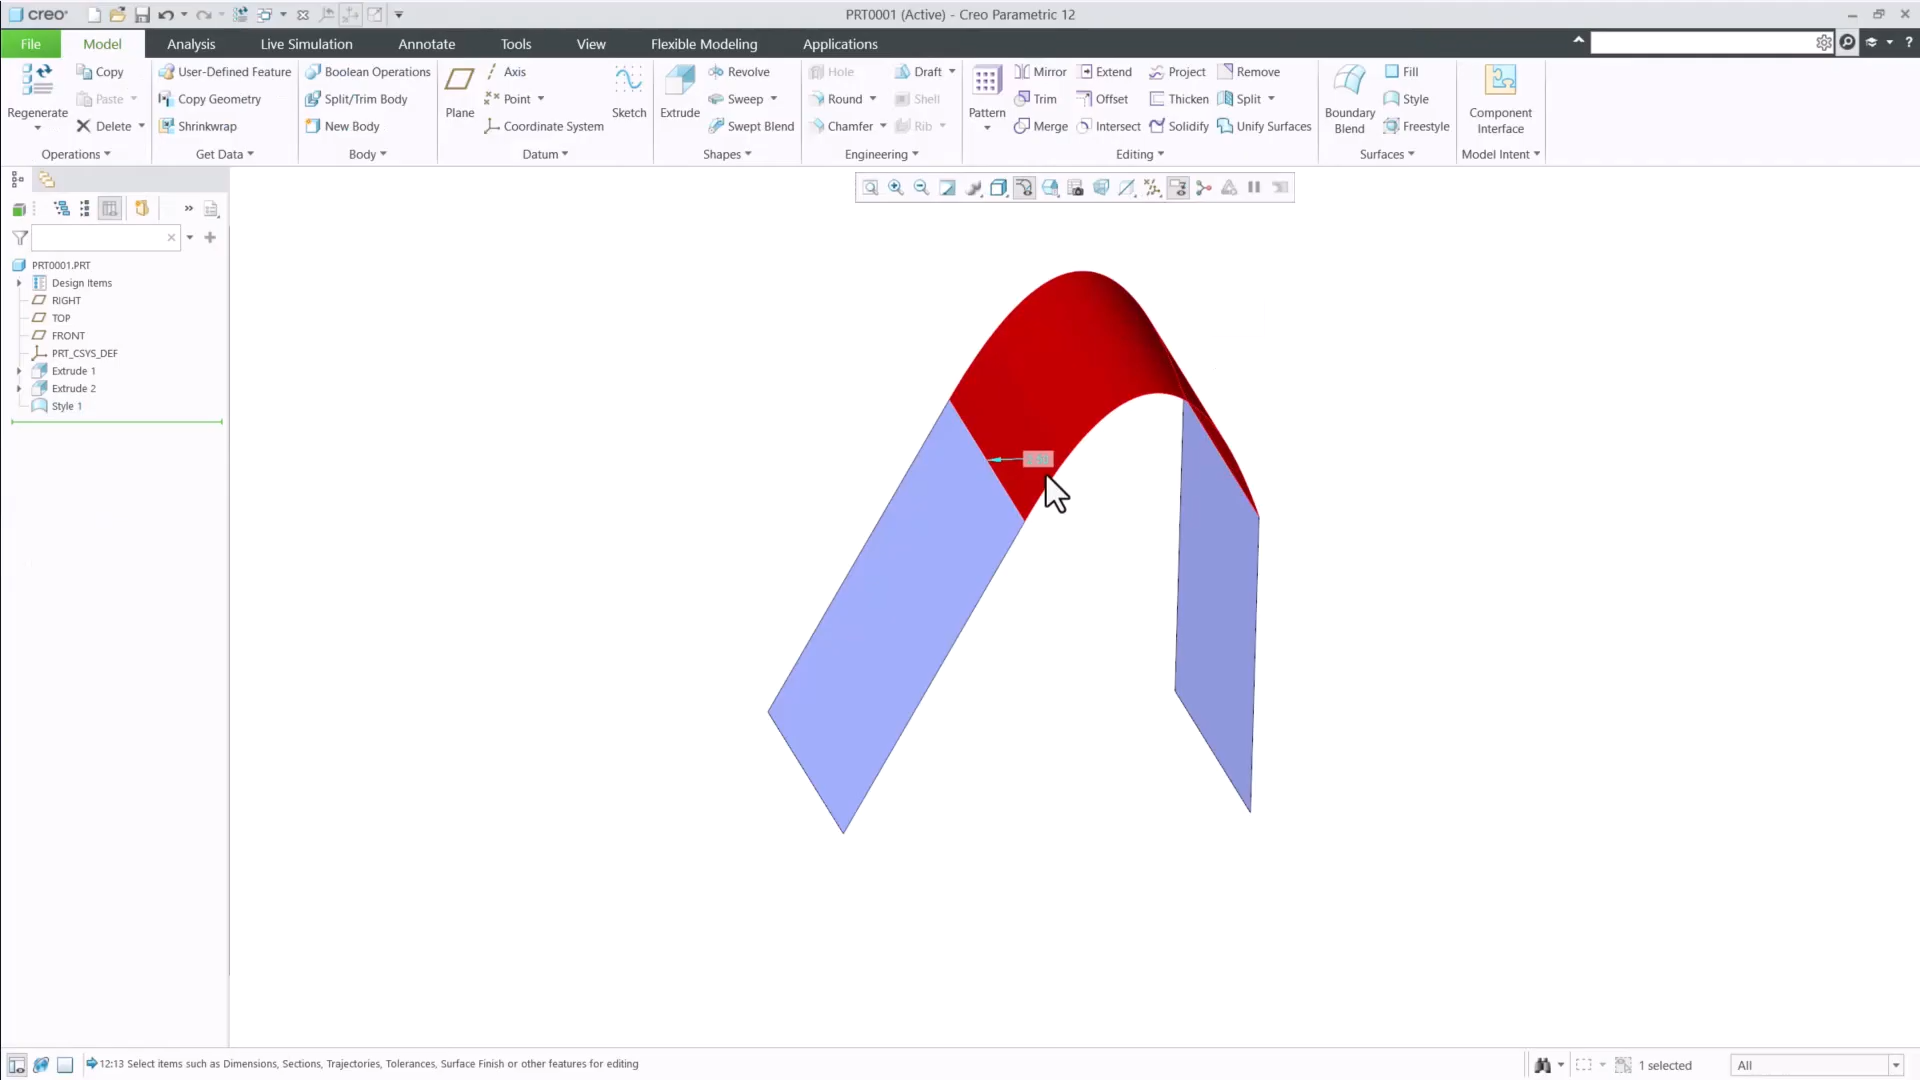 creo
PRT0001 (Active) - Creo Parametric 12
File Model Analysis Live Simulation Annotate Tools View Flexible Modeling Applications
Regenerate
Copy
Paste
Delete
Operations
User-Defined Feature
Copy Geometry
Shrinkwrap
Get Data
Boolean Operations
Split/Trim Body
New Body
Body
Plane
Axis
Point
Coordinate System
Sketch
Datum
Extrude
Revolve
Sweep
Swept Blend
Shapes
Hole
Draft
Round
Shell
Chamfer
Rib
Engineering
Pattern
Mirror
Extend
Project
Remove
Trim
Offset
Thicken
Split
Merge
Intersect
Solidify
Unify Surfaces
Editing
Boundary
Blend
Fill
Style
Freestyle
Surfaces
Component
Interface
Model Intent
PRT0001.PRT
Design Items
RIGHT
TOP
FRONT
PRT_CSYS_DEF
Extrude 1
Extrude 2
Style 1
12:13 Select items such as Dimensions, Sections, Trajectories, Tolerances, Surface Finish or other features for editing
1 selected
All